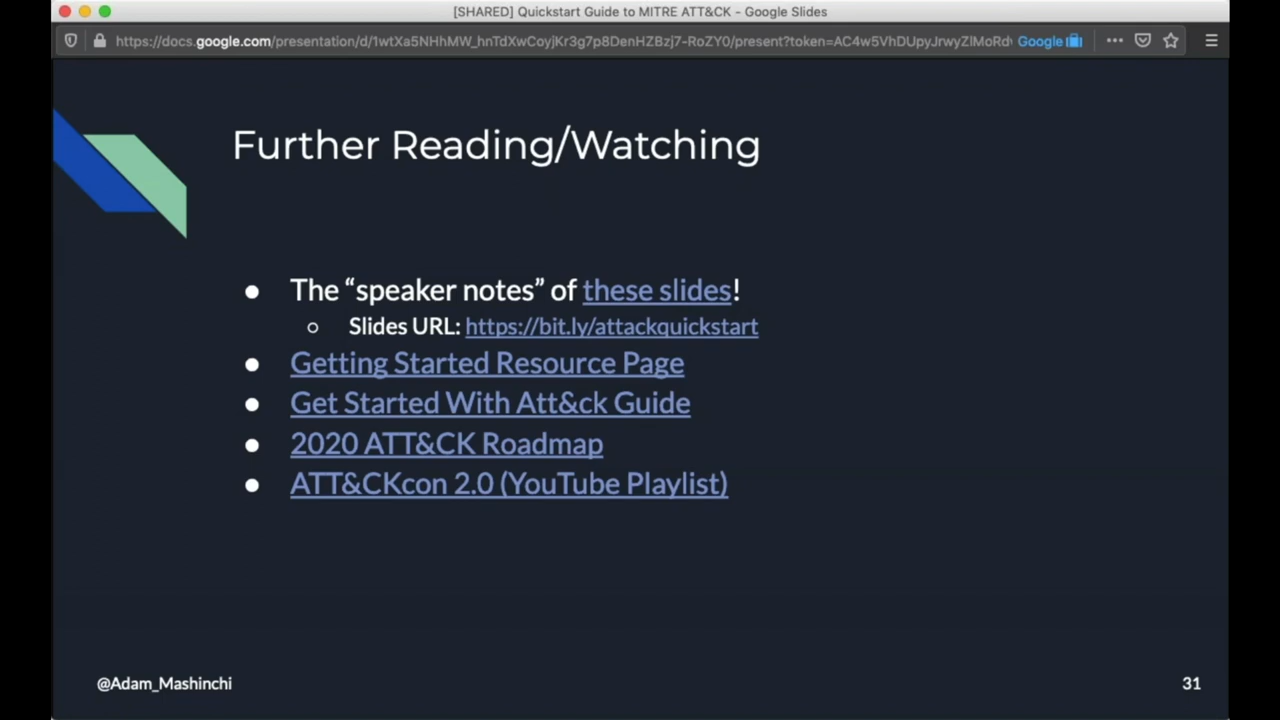 [SHARED] Quickstart Guide to MITRE ATT&CK - Google Slides
https://docs.google.com/presentation/d/1wtXa5NHhMW_hnTdXwCoyjKr3g7p8DenHZBzj7-RoZY0/present?token=AC4w5VhDUpyJrwyZlMoRdv Google
Further Reading/Watching
● The “speaker notes” of these slides!
○ Slides URL: https://bit.ly/attackquickstart
● Getting Started Resource Page
● Get Started With Att&ck Guide
● 2020 ATT&CK Roadmap
● ATT&CKcon 2.0 (YouTube Playlist)
@Adam_Mashinchi
31